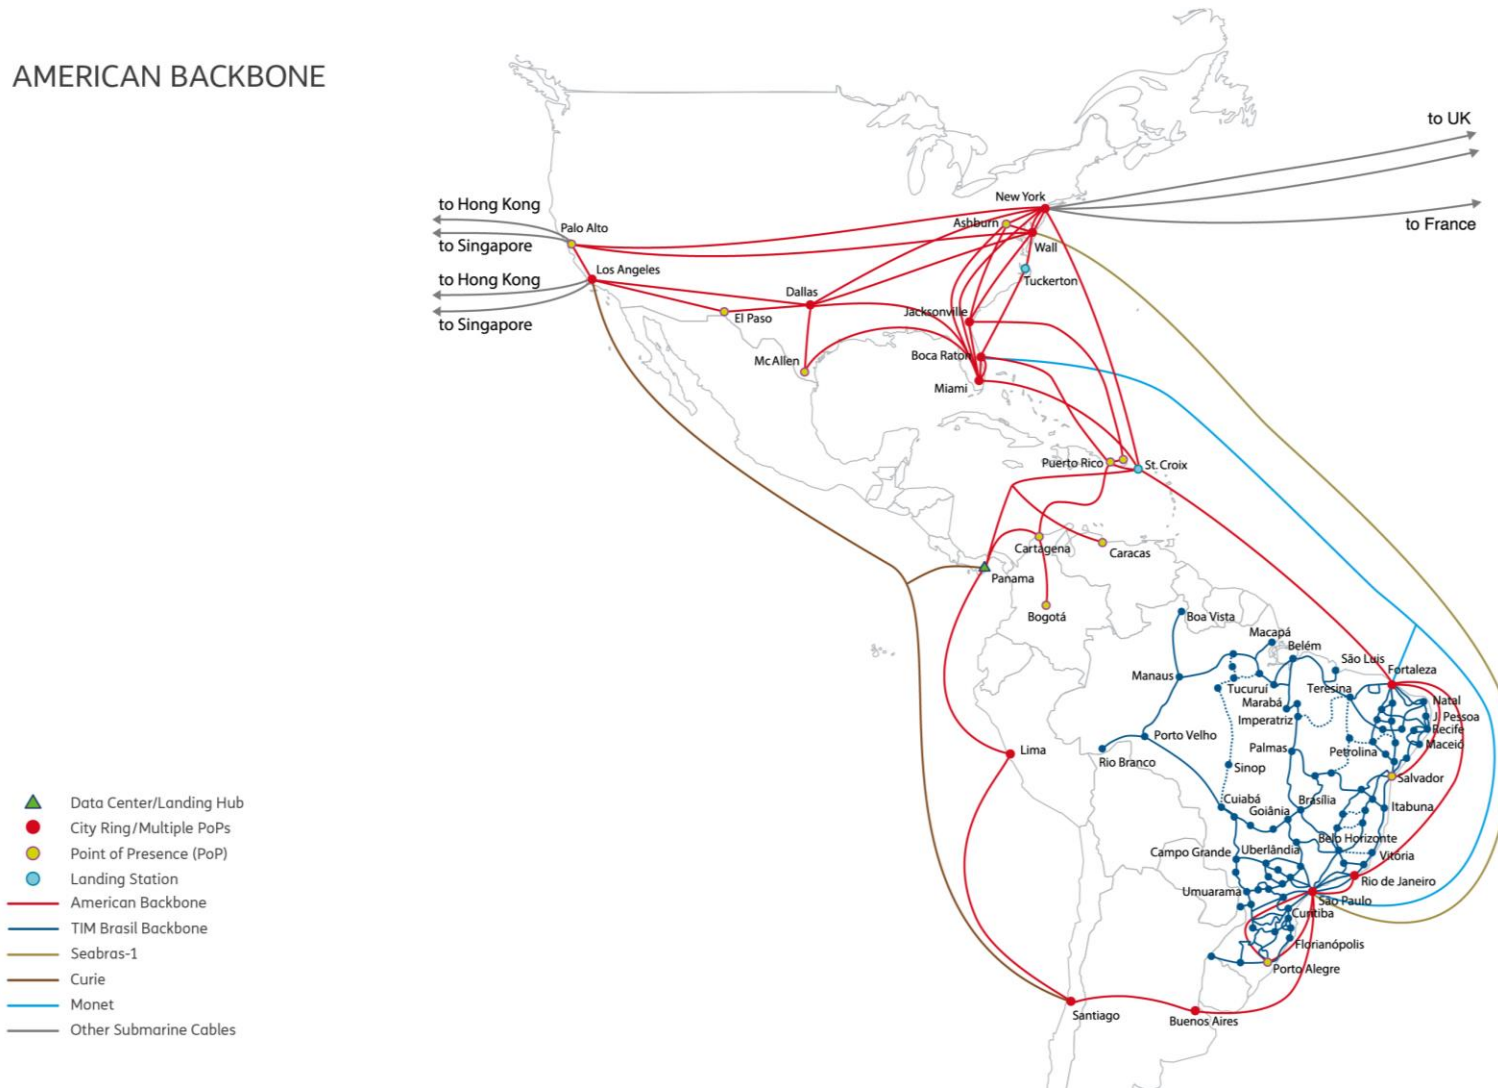 AMERICAN BACKBONE
to UK
New York
to Hong Kong
Ashburn
to France
Palo Alto
to Singapore
Wall
Los Angeles
to Hong Kong
Tuckerton
Dallas
to Singapore
El Paso
Jacksonville
McAllen
Boca Raton
Miami
Puerto Rico
St. Croix
Cartagena
Caracas
Panama
Bogotá
Boa Vista
Macapá
Belém
São Luis
Fortaleza
Manaus
Tucuruí
Teresina
Marabá
Natal
Imperatriz
J. Pessoa
Recife
Porto Velho
Maceió
Palmas
Petrolina
Lima
Rio Branco
Sinop
Salvador
Cuiabá
Brasília
Goiânia
Itabuna
Belo Horizonte
Campo Grande
Uberlândia
Vitória
Rio de Janeiro
Umuarama
São Paulo
Curitiba
Florianópolis
Porto Alegre
Santiago
Buenos Aires
Data Center/Landing Hub
City Ring/Multiple PoPs
Point of Presence (PoP)
Landing Station
American Backbone
TIM Brasil Backbone
Seabras-1
Curie
Monet
Other Submarine Cables